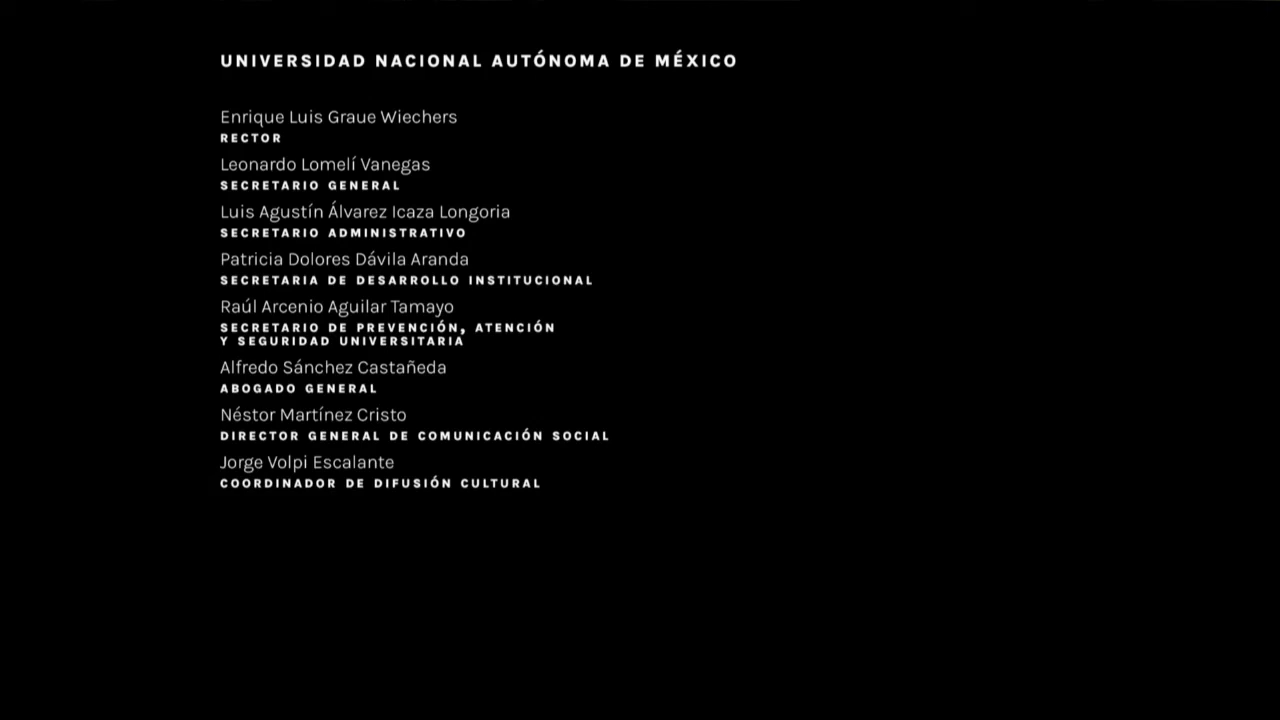 UNIVERSIDAD NACIONAL AUTÓNOMA DE MÉXICO
Enrique Luis Graue Wiechers
RECTOR
Leonardo Lomelí Vanegas
SECRETARIO GENERAL
Luis Agustín Álvarez Icaza Longoria
SECRETARIO ADMINISTRATIVO
Patricia Dolores Dávila Aranda
SECRETARIA DE DESARROLLO INSTITUCIONAL
Raúl Arcenio Aguilar Tamayo
SECRETARIO DE PREVENCIÓN, ATENCIÓN
Y SEGURIDAD UNIVERSITARIA
Alfredo Sánchez Castañeda
ABOGADO GENERAL
Néstor Martínez Cristo
DIRECTOR GENERAL DE COMUNICACIÓN SOCIAL
Jorge Volpi Escalante
COORDINADOR DE DIFUSIÓN CULTURAL